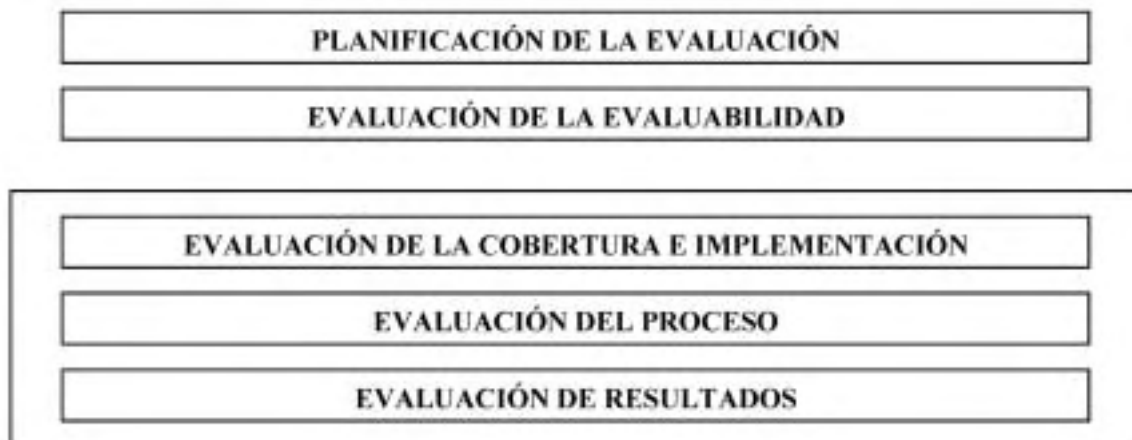 PLANIFICACIÓN DE LA EVALUACIÓN
EVALUACIÓN DE LA EVALUABILIDAD
EVALUACIÓN DE LA COBERTURA E IMPLEMENTACIÓN
EVALUACIÓN DEL PROCESO
EVALUACIÓN DE RESULTADOS